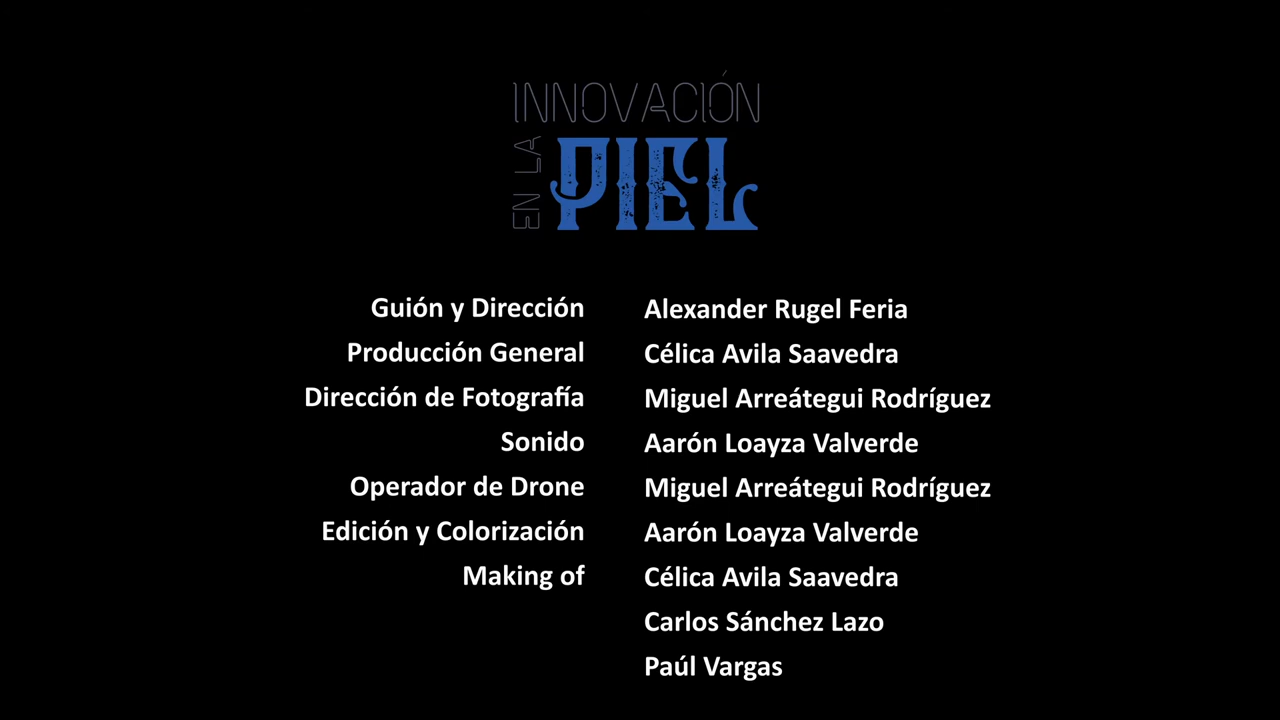 INNOVACIÓN
EN LA
PIEL
Guión y Dirección Alexander Rugel Feria
Producción General Célica Avila Saavedra
Dirección de Fotografía Miguel Arreátegui Rodríguez
Sonido Aarón Loayza Valverde
Operador de Drone Miguel Arreátegui Rodríguez
Edición y Colorización Aarón Loayza Valverde
Making of Célica Avila Saavedra
Carlos Sánchez Lazo
Paúl Vargas